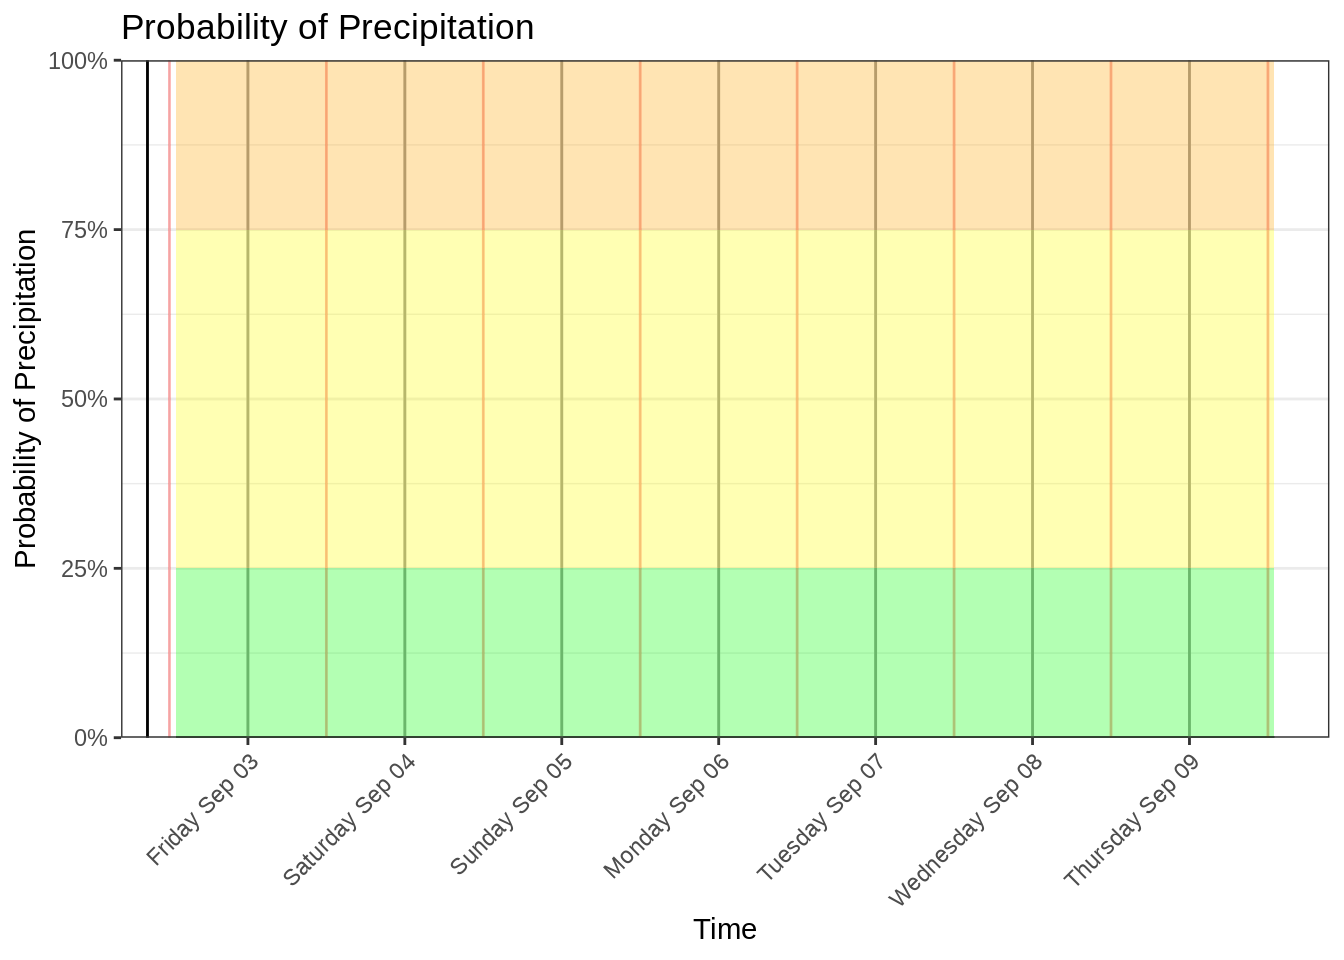 Probability of Precipitation
Probability of Precipitation
100%
75%
50%
25%
0%
Friday Sep 03
Saturday Sep 04
Sunday Sep 05
Monday Sep 06
Tuesday Sep 07
Wednesday Sep 08
Thursday Sep 09
Time